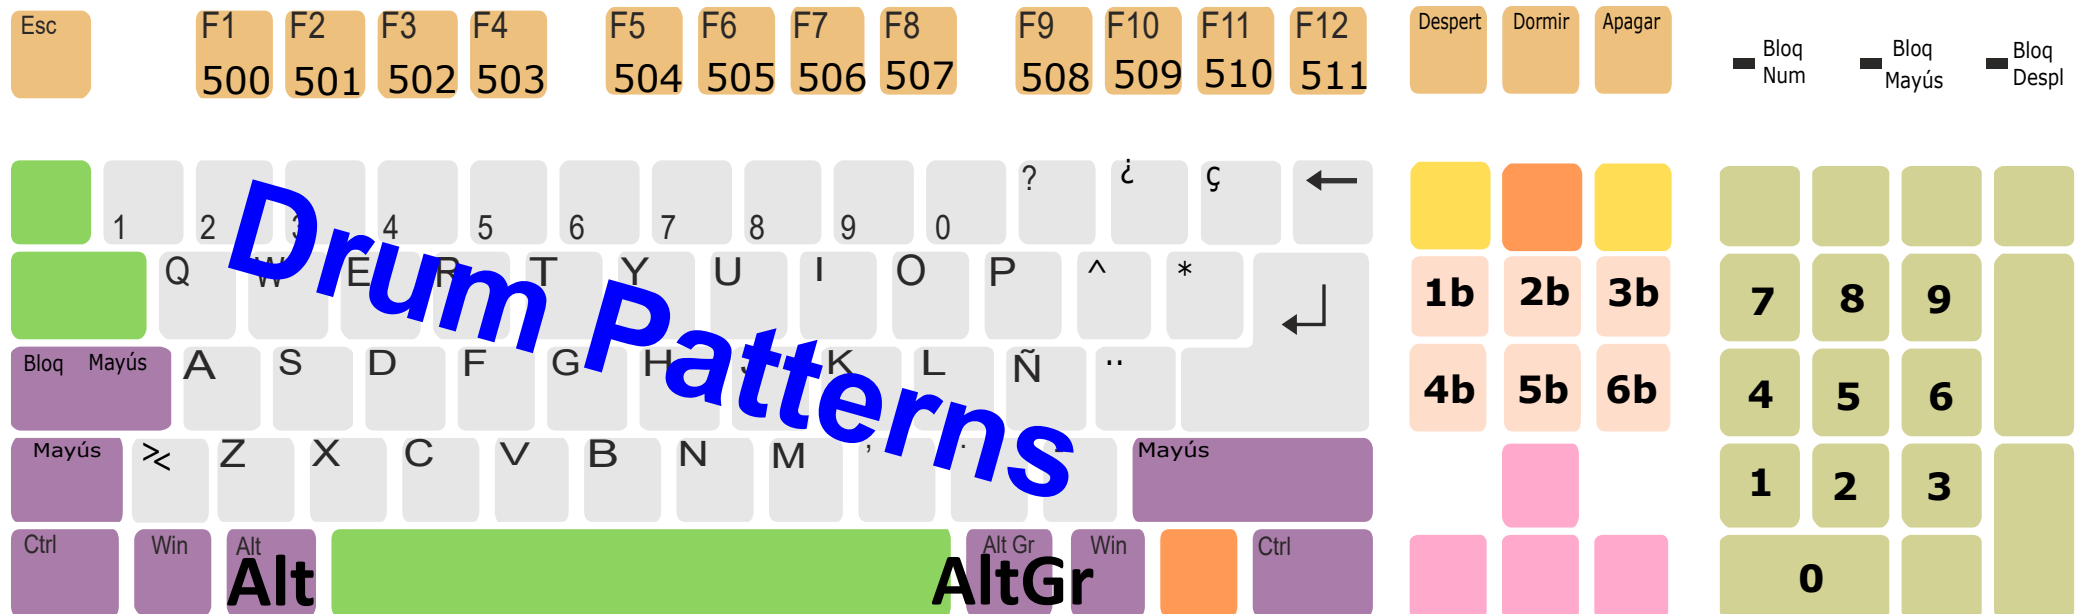 Esc F1 F2 F3 F4 F5 F6 F7 F8 F9 F10 F11 F12 Despert Dormir Apagar
500 501 502 503 504 505 506 507 508 509 510 511
Bloq Num
Bloq Mayús
Bloq Despl
? ¿ ç ←
1 2 3 4 5 6 7 8 9 0
Q W E R T Y U I O P ^ *
1b 2b 3b 7 8 9
Drum Patterns
Bloq Mayús A S D F G H J K L Ñ ¨
4b 5b 6b 4 5 6
Mayús >< Z X C V B N M , . Mayús
1 2 3
Ctrl Win Alt Alt Gr Win Ctrl
Alt AltGr 0